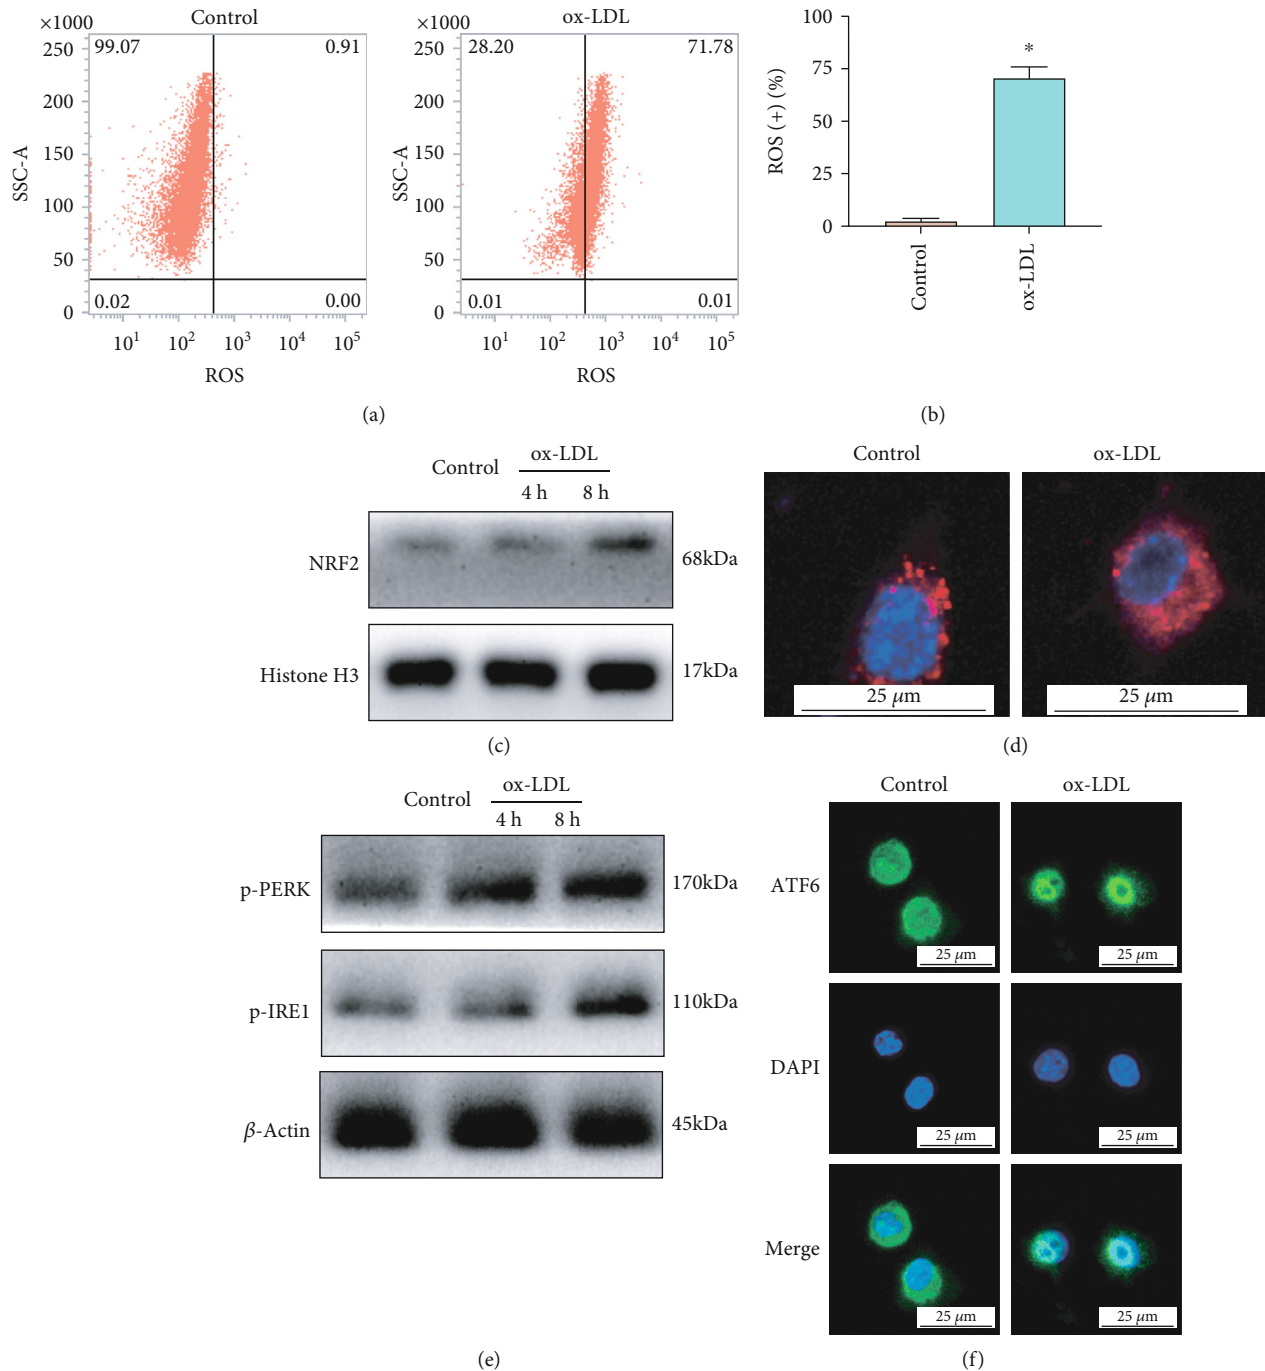 ×1000 Control
99.07 0.91
250
200
150
100
50
0
SSC-A
0.02 0.00
10¹ 10² 10³ 10⁴ 10⁵
ROS
×1000 ox-LDL
28.20 71.78
250
200
150
100
50
0
SSC-A
0.01 0.01
10¹ 10² 10³ 10⁴ 10⁵
ROS
(a)
100
75
50
25
0
ROS (+) (%)
*
Control
ox-LDL
(b)
Control ox-LDL
4 h 8 h
NRF2 68kDa
Histone H3 17kDa
(c)
Control ox-LDL
25 μm 25 μm
(d)
Control ox-LDL
4 h 8 h
p-PERK 170kDa
p-IRE1 110kDa
β-Actin 45kDa
(e)
Control ox-LDL
ATF6
25 μm 25 μm
DAPI
25 μm 25 μm
Merge
25 μm 25 μm
(f)